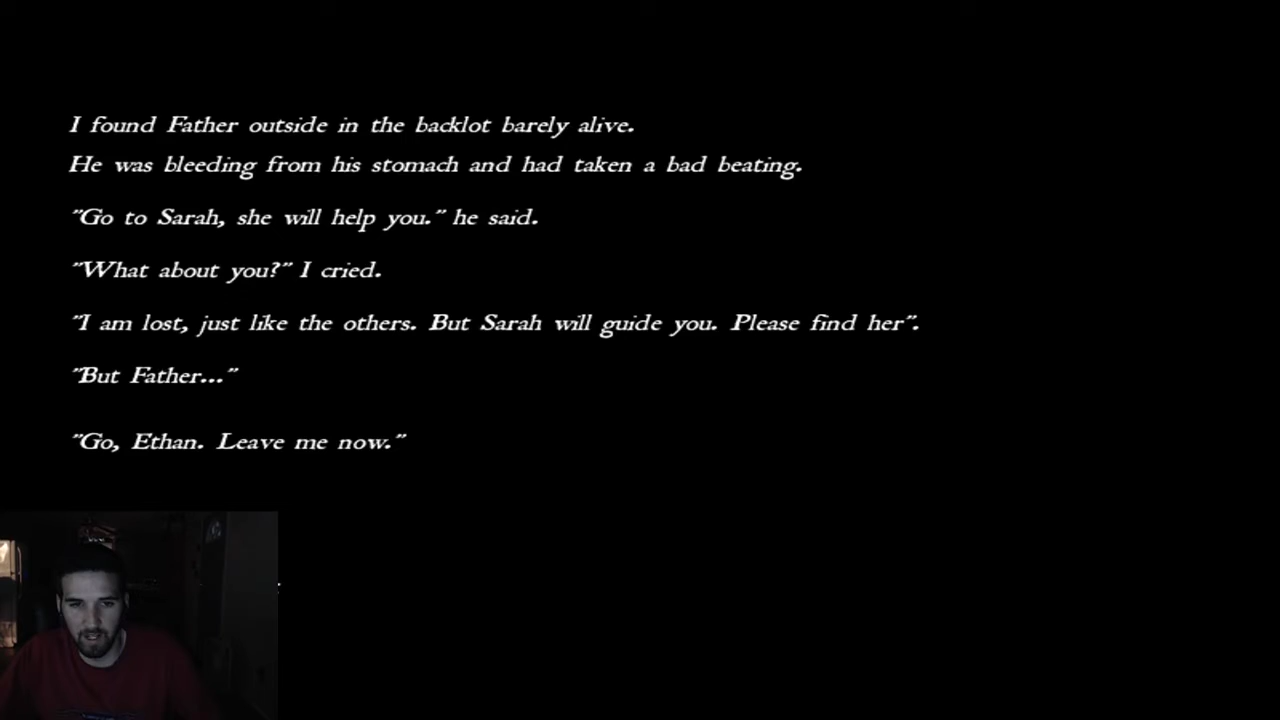 I found Father outside in the backlot barely alive.
He was bleeding from his stomach and had taken a bad beating.
"Go to Sarah, she will help you." he said.
"What about you?" I cried.
"I am lost, just like the others. But Sarah will guide you. Please find her".
"But Father..."
"Go, Ethan. Leave me now."